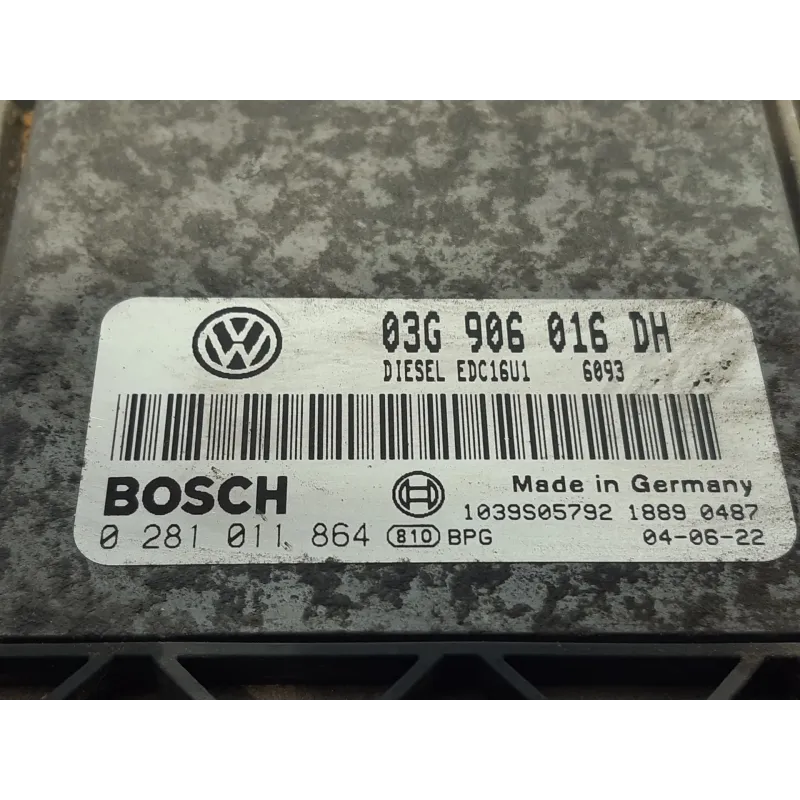 03G 906 016 DH
DIESEL EDC16U1 6093
BOSCH
Made in Germany
1039S05792 1889 0487
0 281 011 864 810 BPG 04-06-22